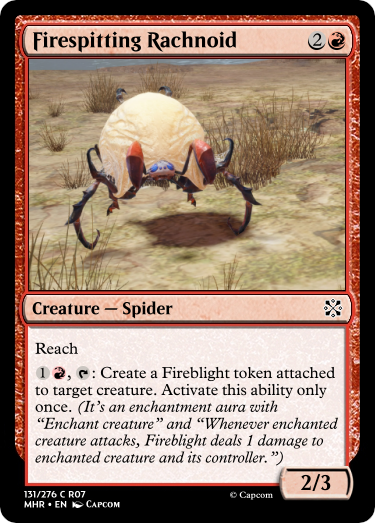 Firespitting Rachnoid 2
Creature — Spider
Reach
1 , : Create a Fireblight token attached
to target creature. Activate this ability only
once. (It's an enchantment aura with
"Enchant creature" and "Whenever enchanted
creature attacks, Fireblight deals 1 damage to
enchanted creature and its controller.")
2/3
131/276 C R07
MHR • EN CAPCOM
© Capcom